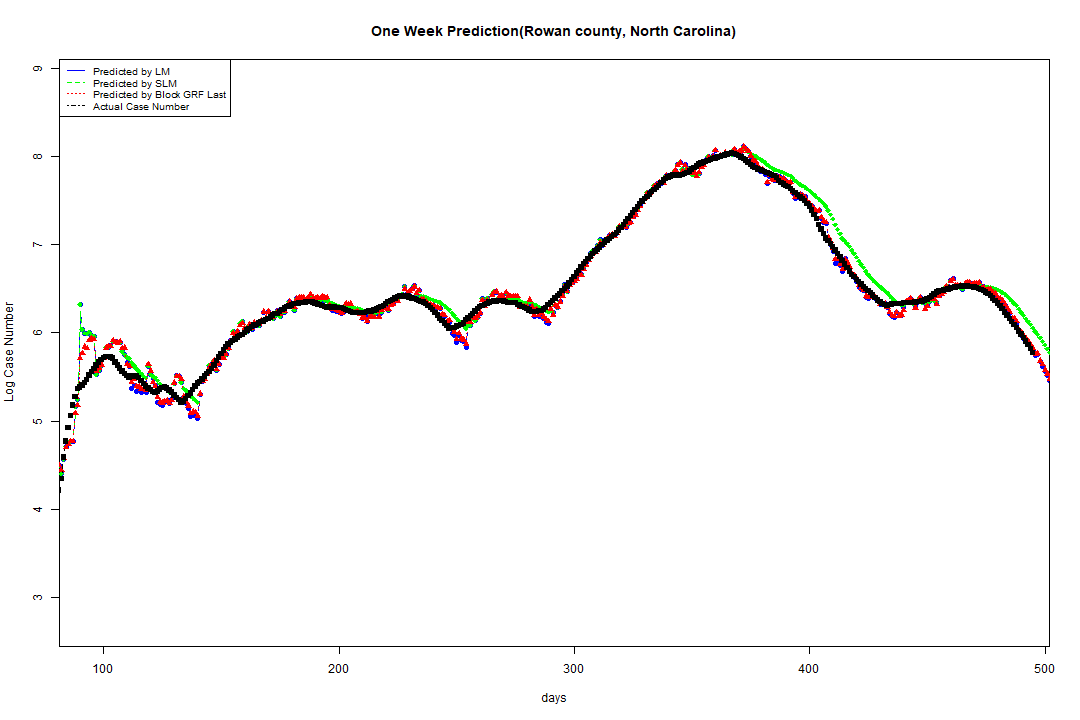 One Week Prediction(Rowan county, North Carolina)
Predicted by LM
Predicted by SLM
Predicted by Block GRF Last
Actual Case Number
Log Case Number
9
8
7
6
5
4
3
100 200 300 400 500
days